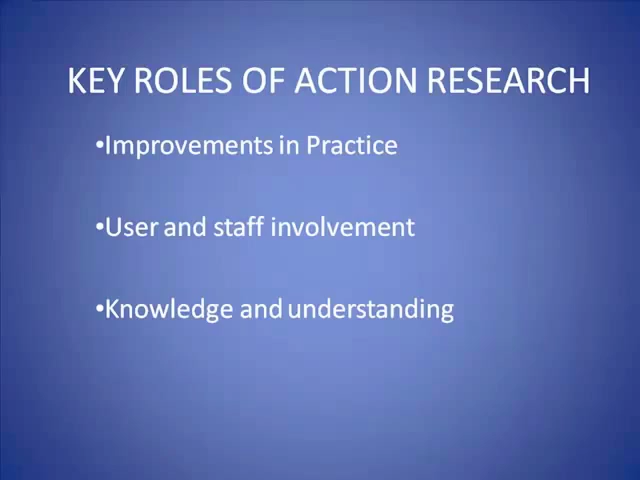 KEY ROLES OF ACTION RESEARCH
•Improvements in Practice
•User and staff involvement
•Knowledge and understanding